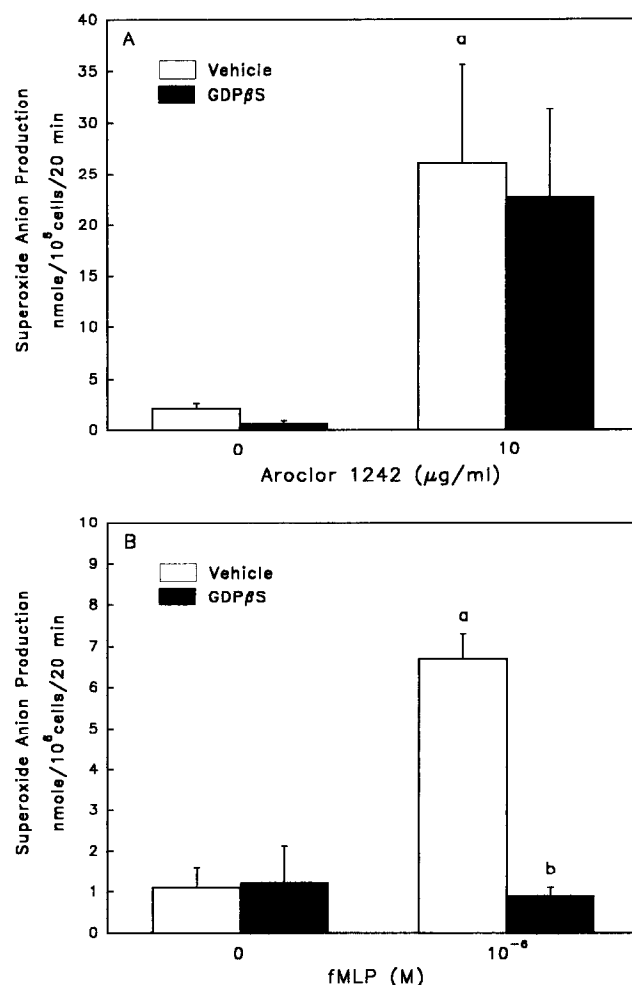 A
a
Vehicle
GDPβS
Superoxide Anion Production
nmole/10⁶cells/20 min
40
35
30
25
20
15
10
5
0
0
10
Aroclor 1242 (μg/ml)
B
a
Vehicle
GDPβS
b
Superoxide Anion Production
nmole/10⁶cells/20 min
10
9
8
7
6
5
4
3
2
1
0
0
10⁻⁶
fMLP (M)